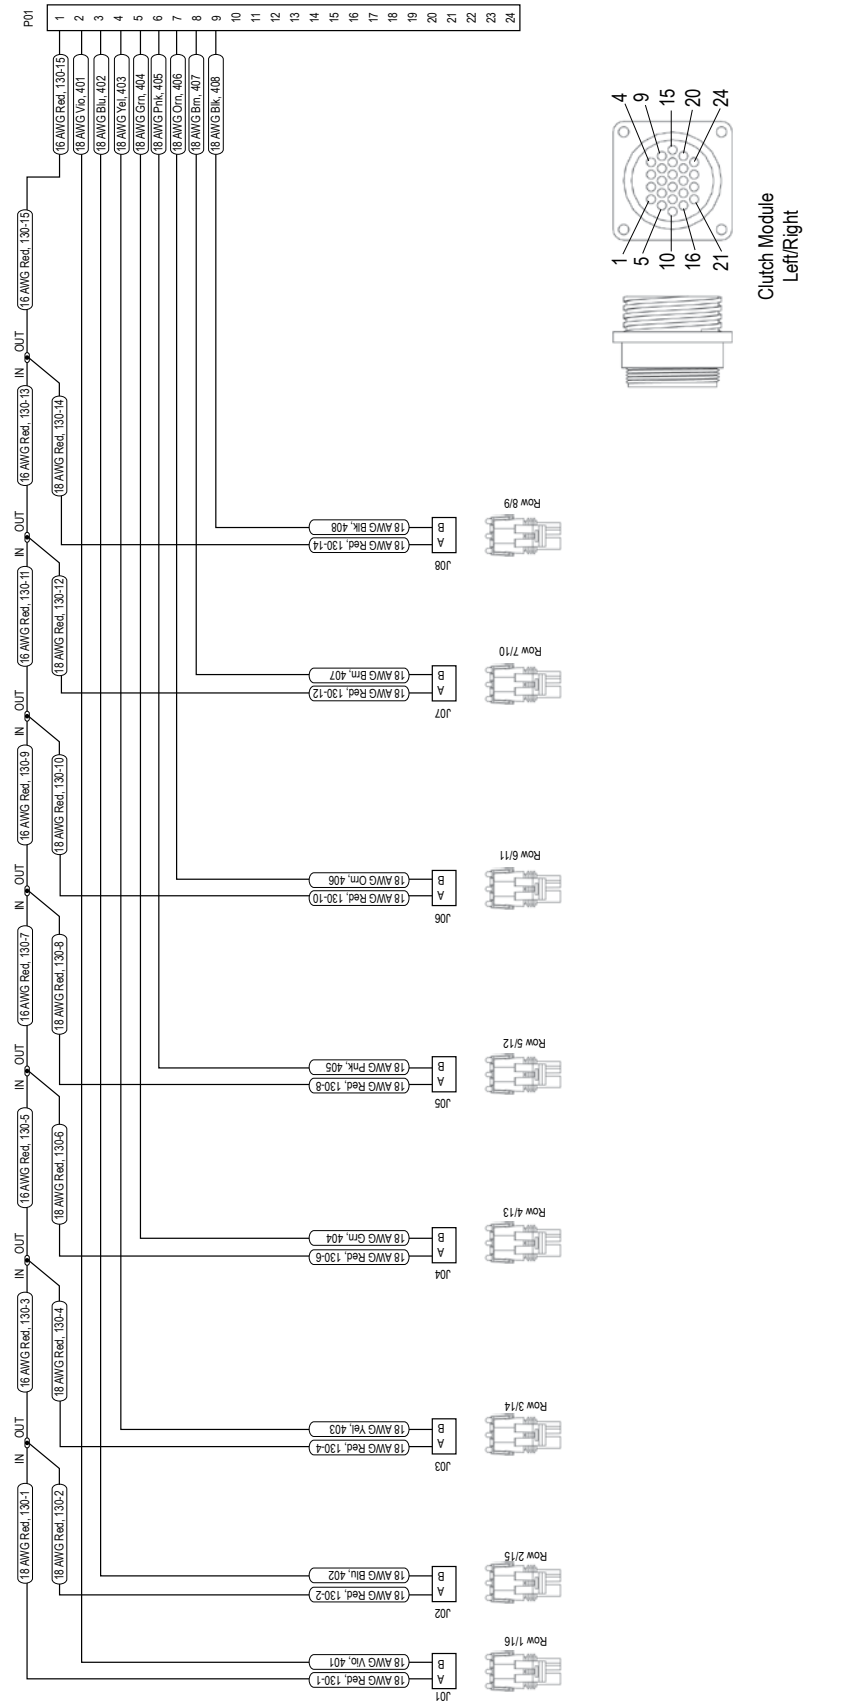 P01
1
2
3
4
5
6
7
8
9
10
11
12
13
14
15
16
17
18
19
20
21
22
23
24
16 AWG Red, 130-15
18 AWG Vio, 401
18 AWG Blu, 402
18 AWG Yel, 403
18 AWG Grn, 404
18 AWG Pnk, 405
18 AWG Orn, 406
18 AWG Brn, 407
18 AWG Blk, 408
16 AWG Red, 130-15
OUT
IN
16 AWG Red, 130-13
18 AWG Red, 130-14
OUT
IN
16 AWG Red, 130-11
18 AWG Red, 130-12
OUT
IN
16 AWG Red, 130-9
18 AWG Red, 130-10
OUT
IN
16 AWG Red, 130-7
18 AWG Red, 130-8
OUT
IN
16 AWG Red, 130-5
18 AWG Red, 130-6
OUT
IN
16 AWG Red, 130-3
18 AWG Red, 130-4
OUT
IN
18 AWG Red, 130-1
18 AWG Red, 130-2
4
9
15
20
24
1
5
10
16
21
Clutch Module
Left/Right
Row 8/9
18 AWG Blk, 408
B
18 AWG Red, 130-14
A
J08
Row 7/10
18 AWG Brn, 407
B
18 AWG Red, 130-12
A
J07
Row 6/11
18 AWG Orn, 406
B
18 AWG Red, 130-10
A
J06
Row 5/12
18 AWG Pnk, 405
B
18 AWG Red, 130-8
A
J05
Row 4/13
18 AWG Grn, 404
B
18 AWG Red, 130-6
A
J04
Row 3/14
18 AWG Yel, 403
B
18 AWG Red, 130-4
A
J03
Row 2/15
18 AWG Blu, 402
B
18 AWG Red, 130-2
A
J02
Row 1/16
18 AWG Vio, 401
B
18 AWG Red, 130-1
A
J01